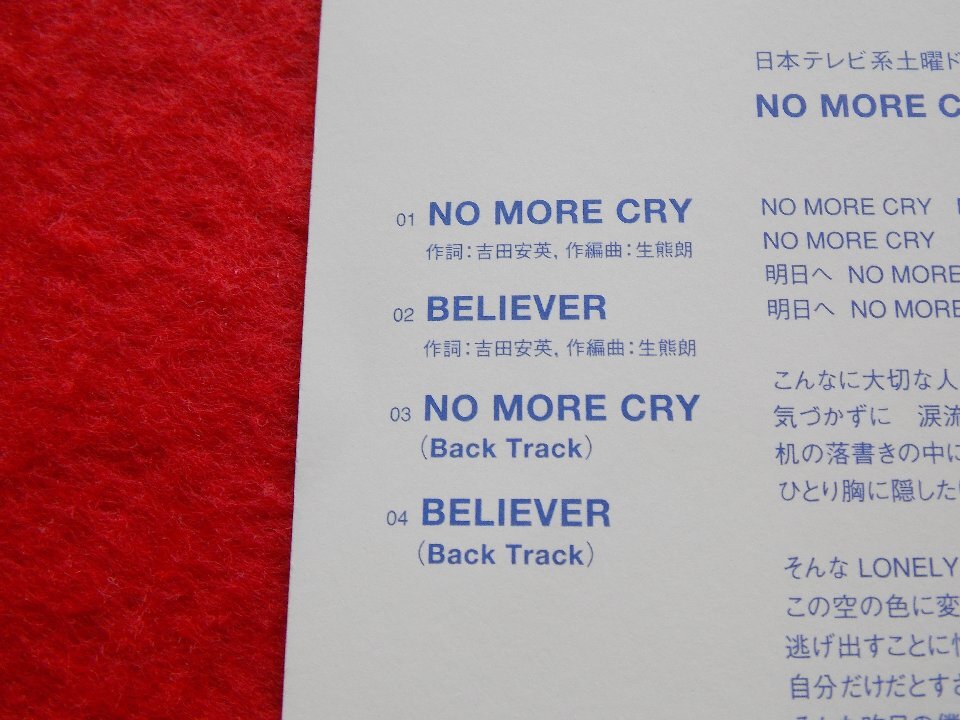 01 NO MORE CRY
作詞：吉田安英, 作編曲：生熊朗
02 BELIEVER
作詞：吉田安英, 作編曲：生熊朗
03 NO MORE CRY
(Back Track)
04 BELIEVER
(Back Track)
日本テレビ系土曜ド
NO MORE C
NO MORE CRY
NO MORE CRY
明日へ NO MORE
明日へ NO MORE
こんなに大切な人
気づかずに 涙流
机の落書きの中に
ひとり胸に隠した
そんな LONELY
この空の色に変
逃げ出すことに
自分だけだとす